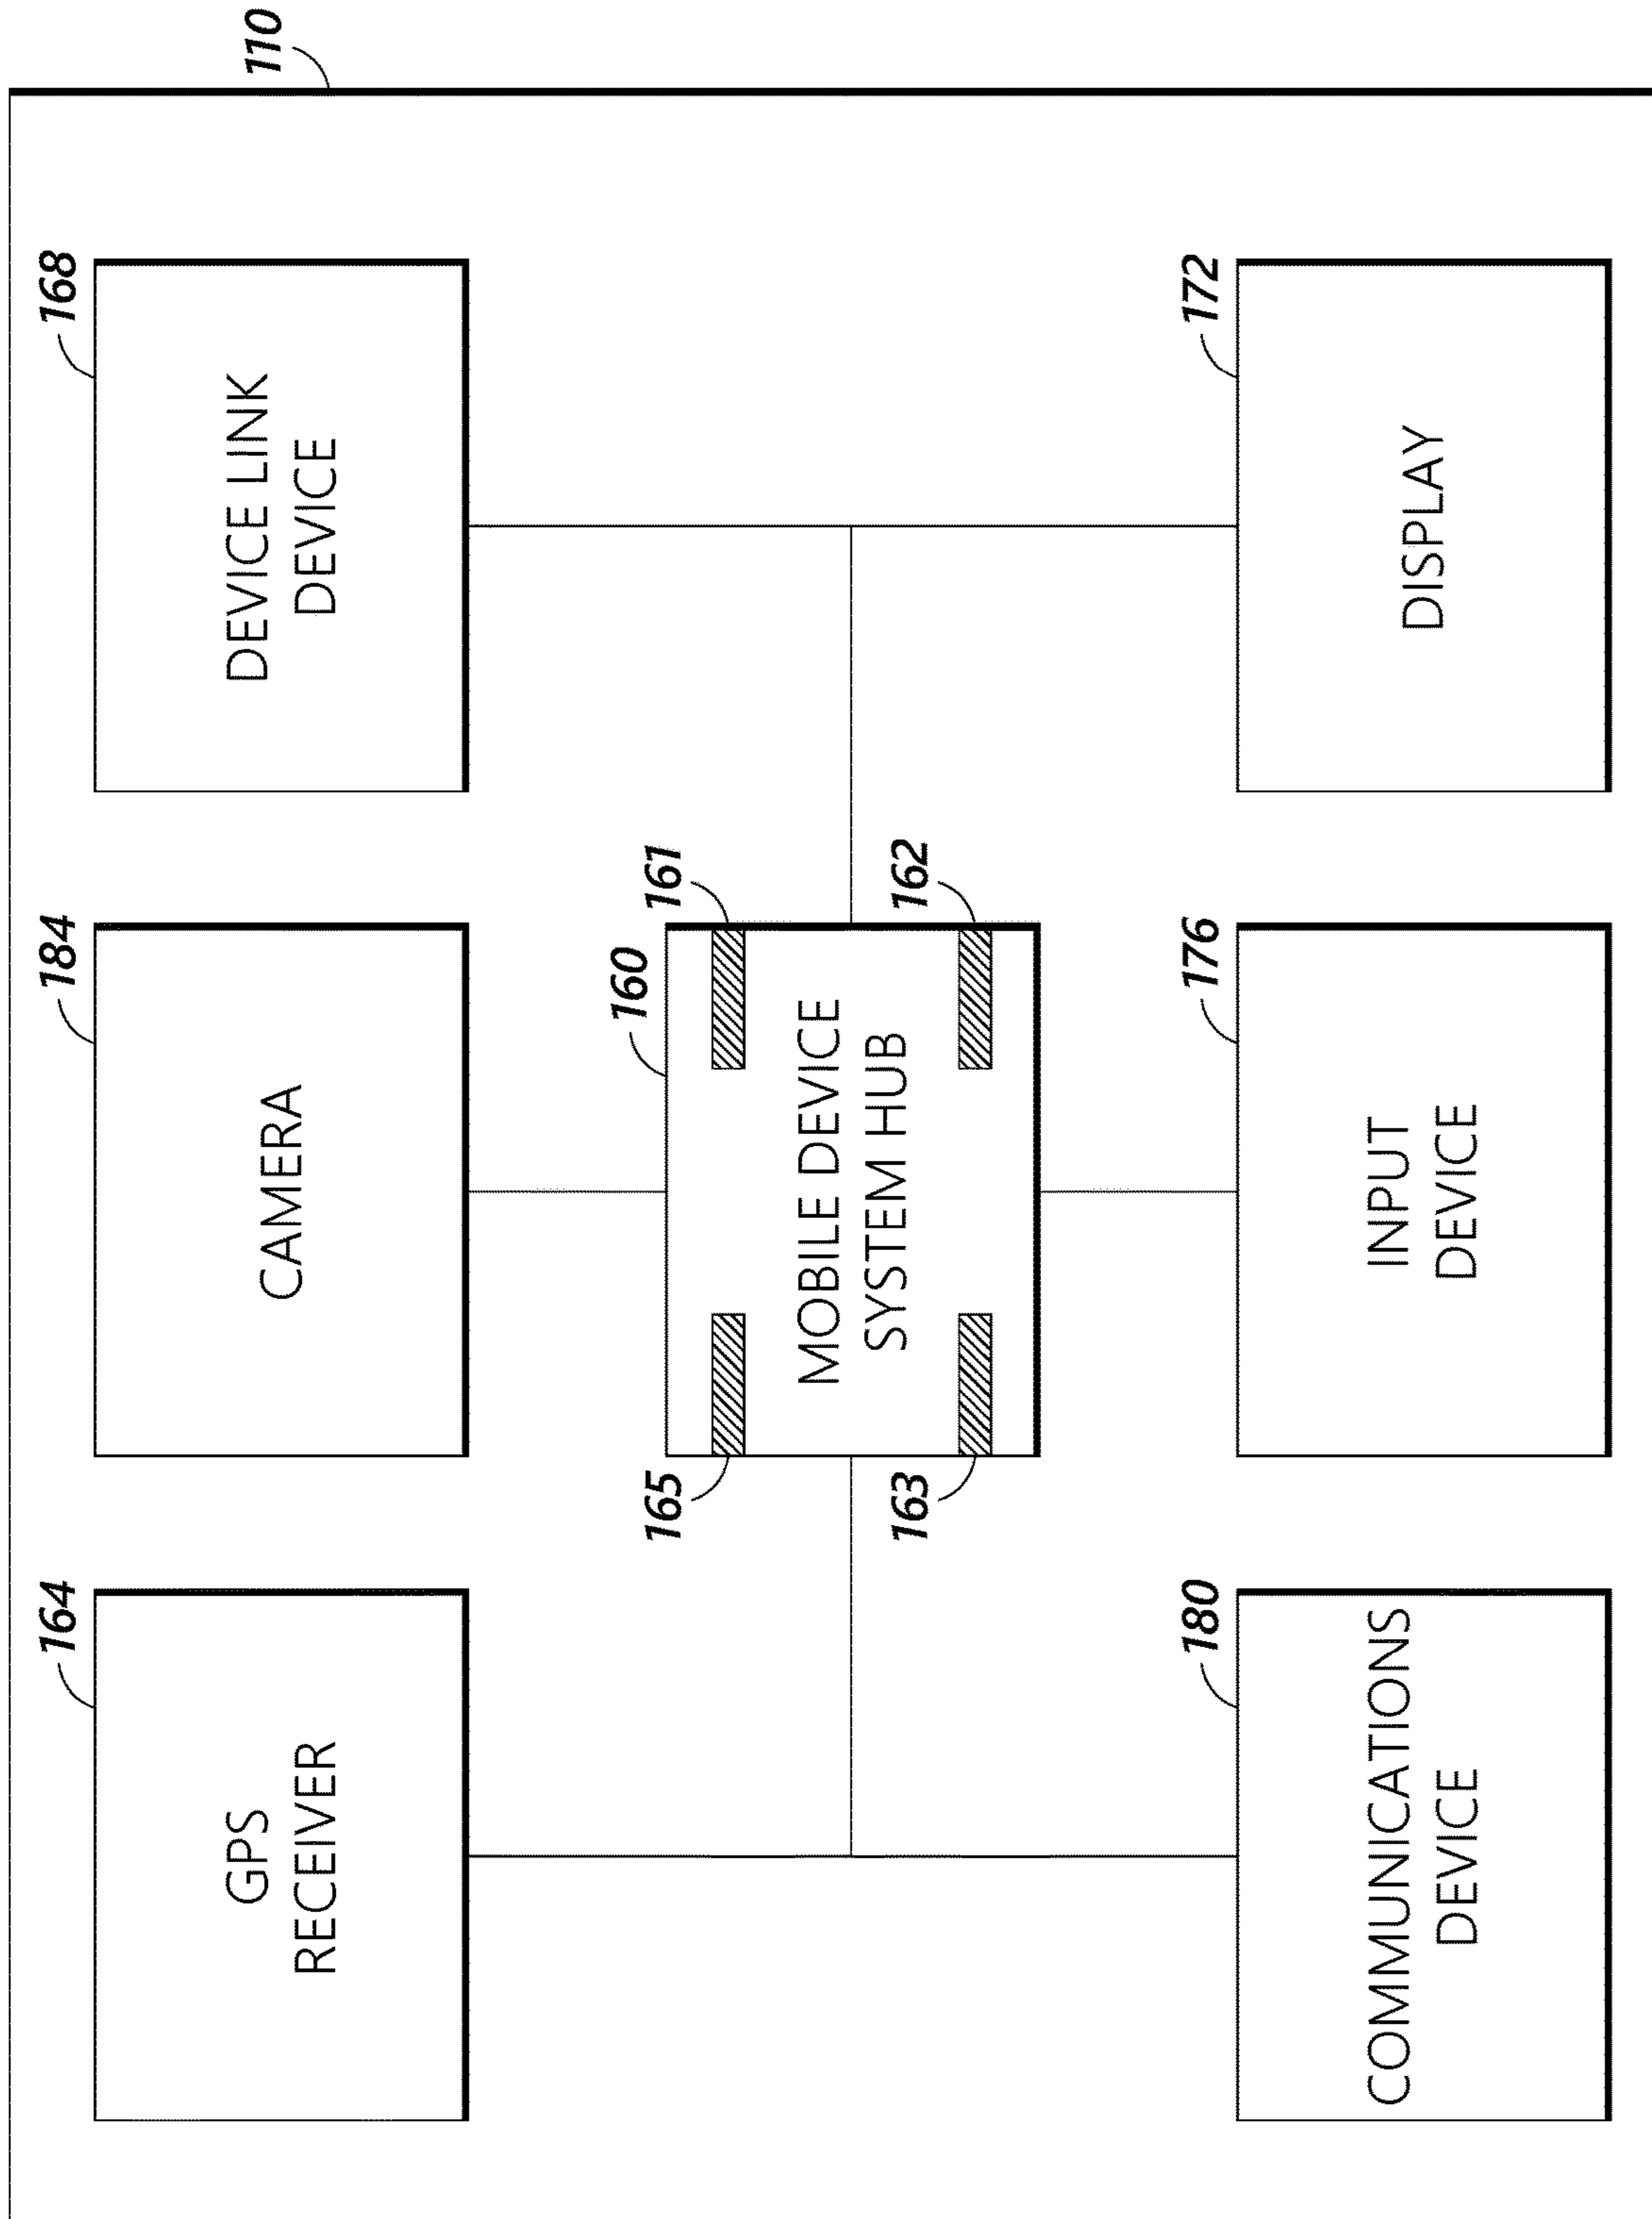 110
164
184
168
GPS
RECEIVER
CAMERA
DEVICE LINK
DEVICE
160
165
161
MOBILE DEVICE
SYSTEM HUB
163
162
180
176
172
COMMUNICATIONS
DEVICE
INPUT
DEVICE
DISPLAY